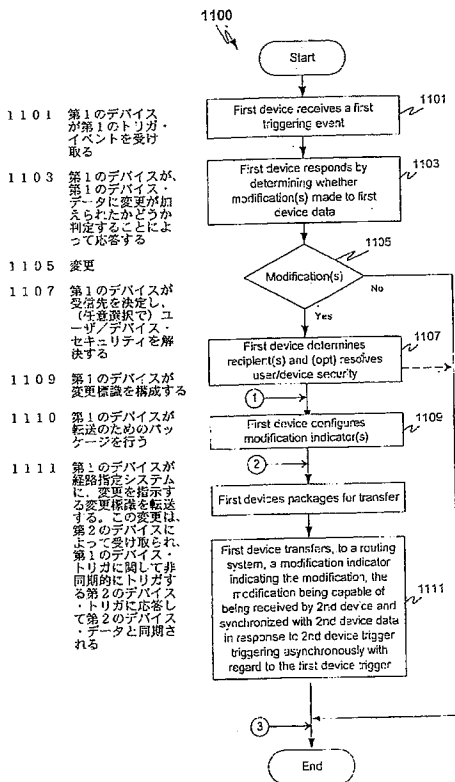 1100
Start
1101 第1のデバイス
が第1のトリガ・
イベントを受け
取る
1103 第1のデバイスが、
第1のデバイス・
データに変更が加
えられたかどうか
判定することによ
って応答する
1105 変更
1107 第1のデバイスが
受信先を決定し、
(任意選択で)ユ
ーザ/デバイス・
セキュリティを解
決する
1109 第1のデバイスが
変更標識を構成する
1110 第1のデバイスが
転送のためのパッ
ケージを行う
1111 第1のデバイスが
経路指定システム
に、変更を指示す
る変更標識を転送
する。この変更は、
第2のデバイスに
よって受け取られ、
第1のデバイス・
トリガに関して非
同期的にトリガす
る第2のデバイス
・トリガに応答し
て第2のデバイス
・データと同期さ
れる
First device receives a first
triggering event
1101
First device responds by
determining whether
modification(s) made to first
device data
1103
1105
Modification(s)
No
Yes
1107
First device determines
recipient(s) and (opt) resolves
user/device security
1
First device configures
modification indicator(s)
1109
2
First devices packages for transfer
First device transfers, to a routing
system, a modification indicator
indicating the modification, the
modification being capable of
being received by 2nd device and
synchronized with 2nd device data
in response to 2nd device trigger
triggering asynchronously with
regard to the first device trigger
1111
3
End